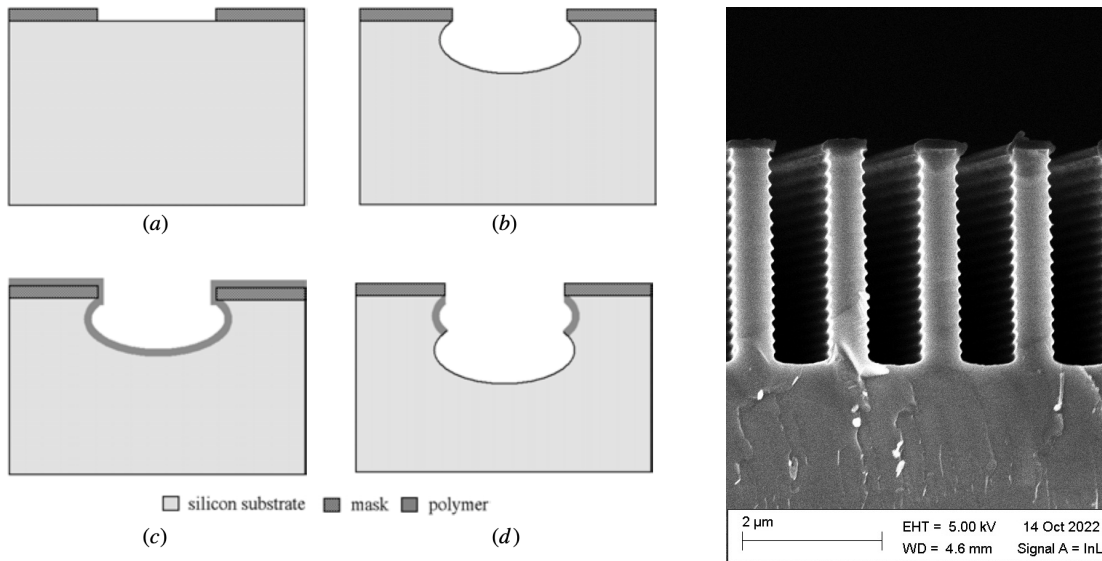 (a)
(b)
silicon substrate mask polymer
(c)
(d)
2 µm
EHT = 5.00 kV 14 Oct 2022
WD = 4.6 mm Signal A = InL